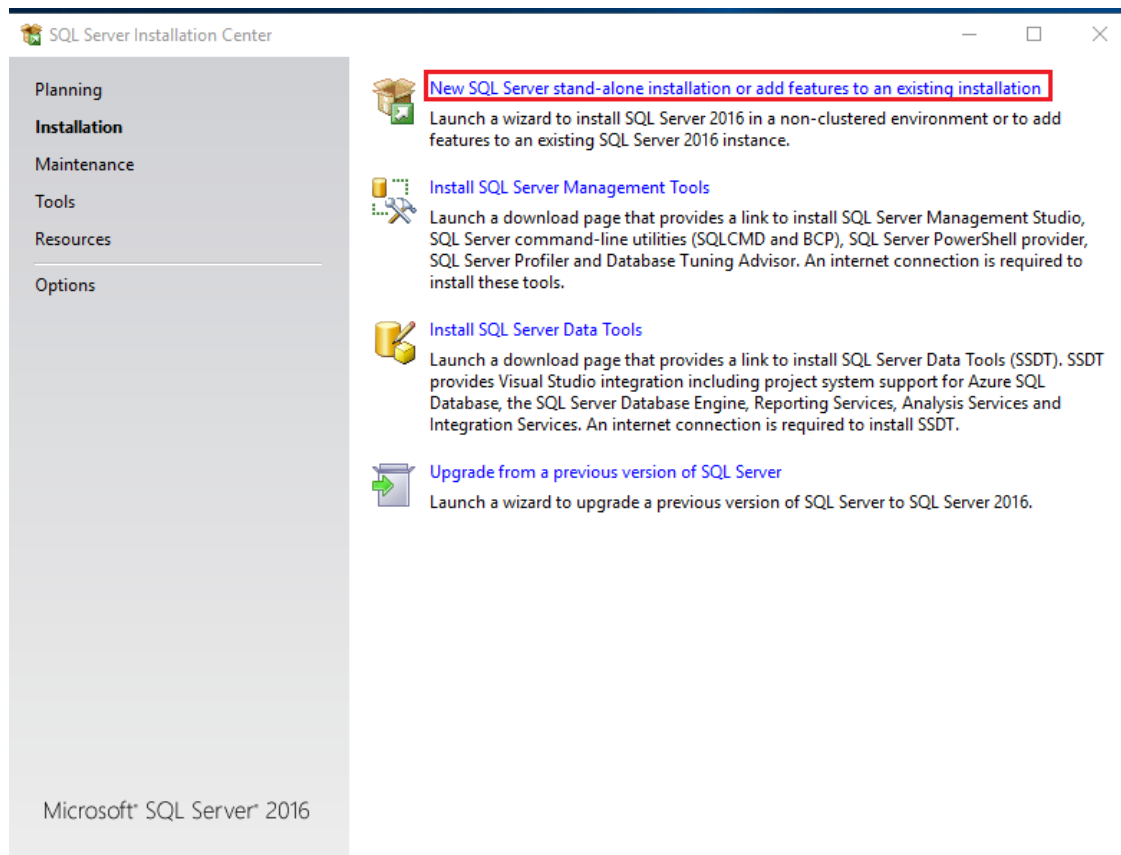 SQL Server Installation Center
Planning
Installation
Maintenance
Tools
Resources
Options
New SQL Server stand-alone installation or add features to an existing installation
Launch a wizard to install SQL Server 2016 in a non-clustered environment or to add
features to an existing SQL Server 2016 instance.
Install SQL Server Management Tools
Launch a download page that provides a link to install SQL Server Management Studio,
SQL Server command-line utilities (SQLCMD and BCP), SQL Server PowerShell provider,
SQL Server Profiler and Database Tuning Advisor. An internet connection is required to
install these tools.
Install SQL Server Data Tools
Launch a download page that provides a link to install SQL Server Data Tools (SSDT). SSDT
provides Visual Studio integration including project system support for Azure SQL
Database, the SQL Server Database Engine, Reporting Services, Analysis Services and
Integration Services. An internet connection is required to install SSDT.
Upgrade from a previous version of SQL Server
Launch a wizard to upgrade a previous version of SQL Server to SQL Server 2016.
Microsoft® SQL Server® 2016